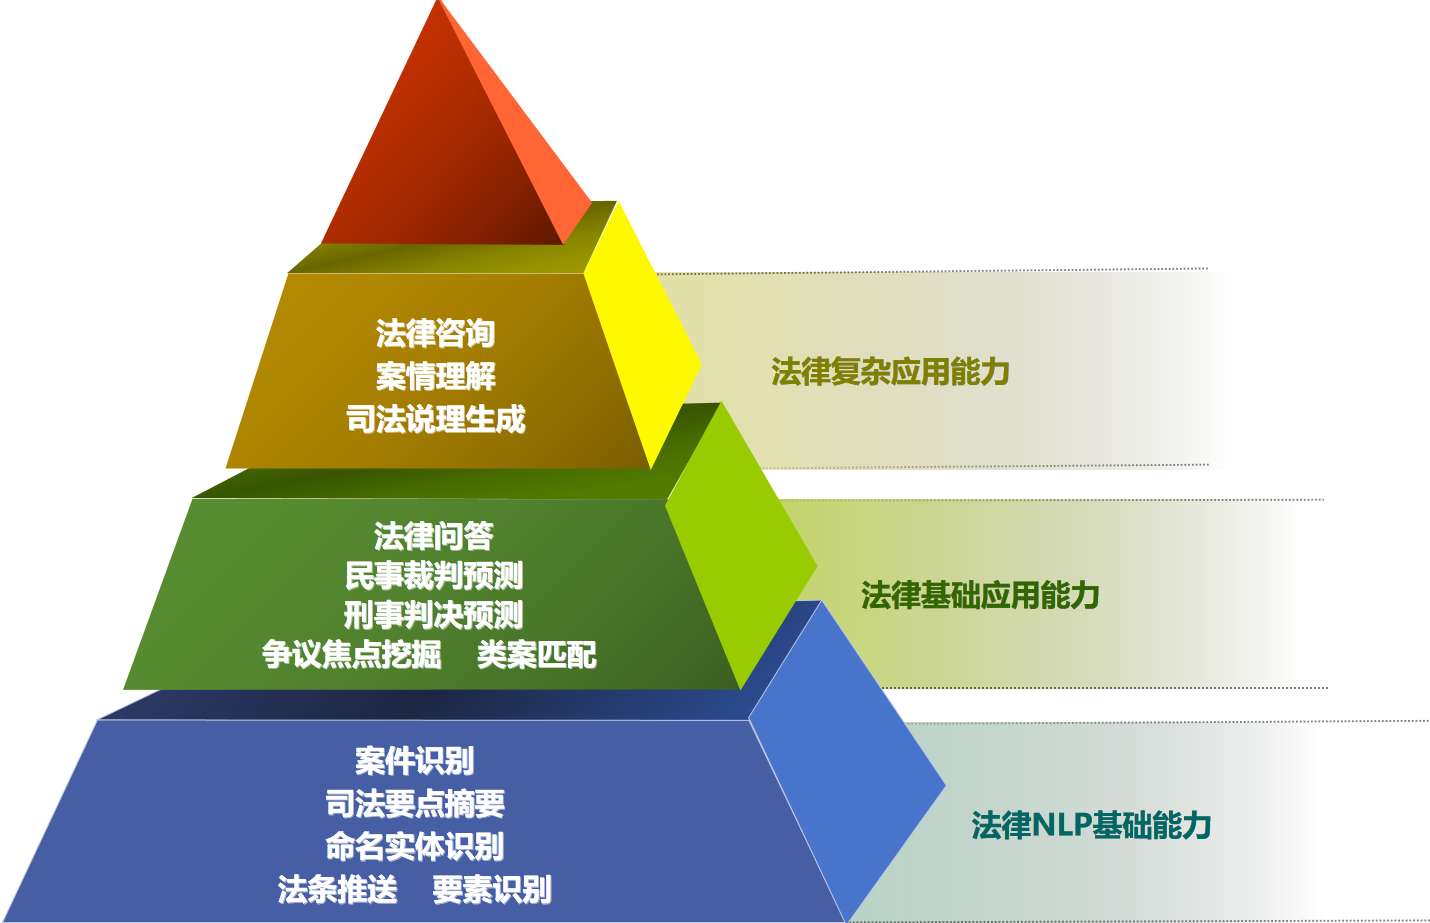 法律咨询
案情理解
司法说理生成
法律复杂应用能力
法律问答
民事裁判预测
刑事判决预测
争议焦点挖掘 类案匹配
法律基础应用能力
案件识别
司法要点摘要
命名实体识别
法条推送 要素识别
法律NLP基础能力